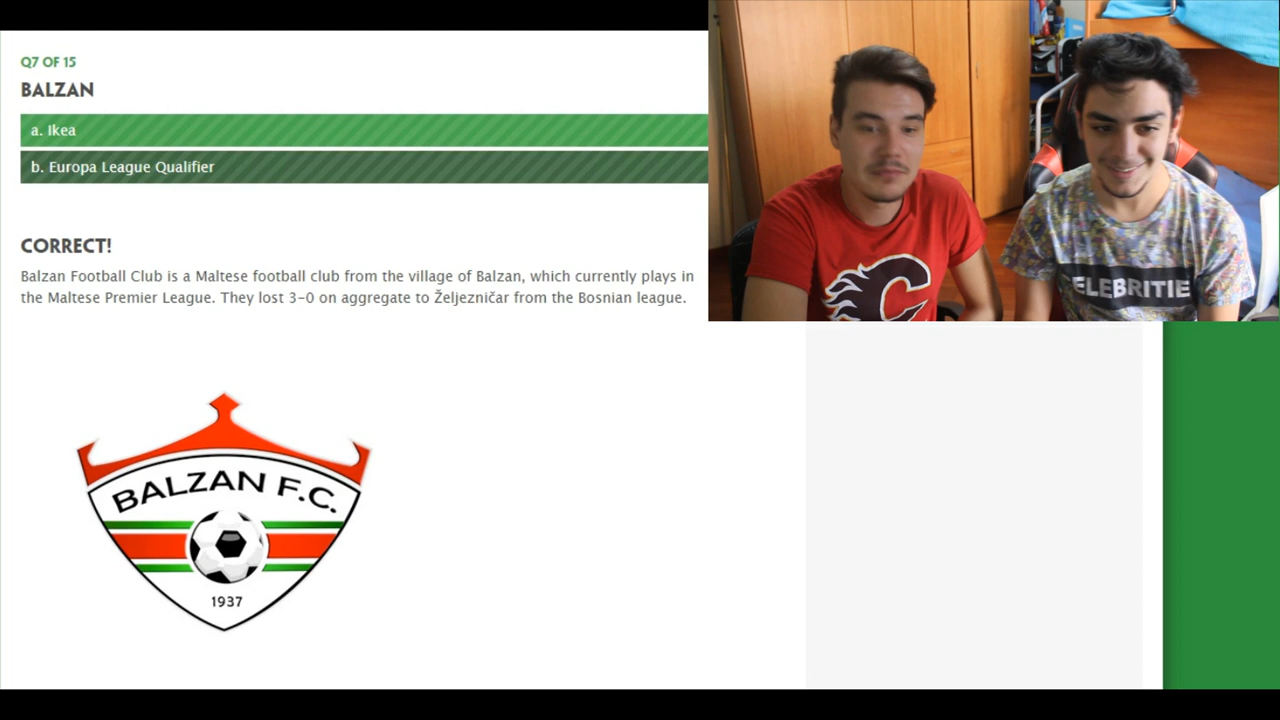 Q7 OF 15
BALZAN
a. Ikea
b. Europa League Qualifier
CORRECT!
Balzan Football Club is a Maltese football club from the village of Balzan, which currently plays in
the Maltese Premier League. They lost 3-0 on aggregate to Željezničar from the Bosnian league.
BALZAN F.C.
1937
C
ELEBRITIE